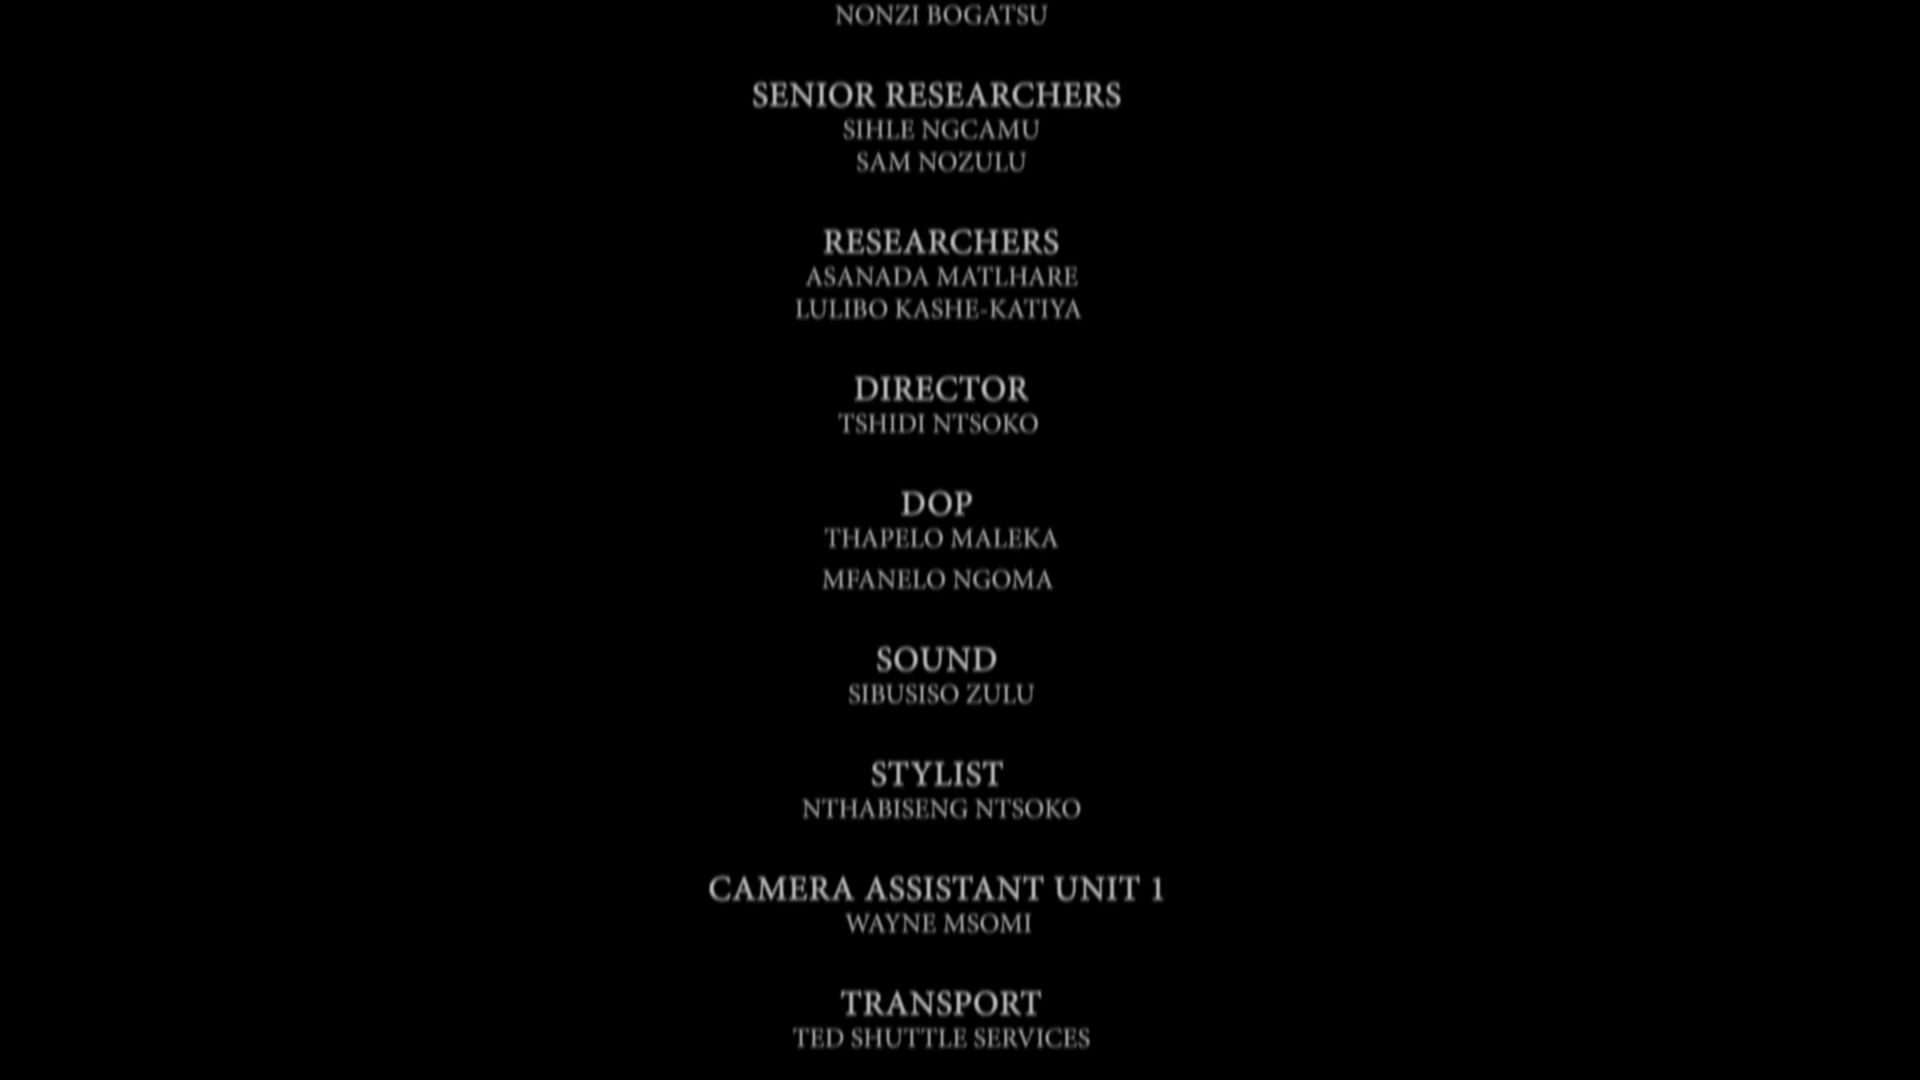 NONZI BOGATSU
SENIOR RESEARCHERS
SIHLE NGCAMU
SAM NOZULU
RESEARCHERS
ASANADA MATLHARE
LULIBO KASHE-KATIYA
DIRECTOR
TSHIDI NTSOKO
DOP
THAPELO MALEKA
MFANELO NGOMA
SOUND
SIBUSISO ZULU
STYLIST
NTHABISENG NTSOKO
CAMERA ASSISTANT UNIT 1
WAYNE MSOMI
TRANSPORT
TED SHUTTLE SERVICES